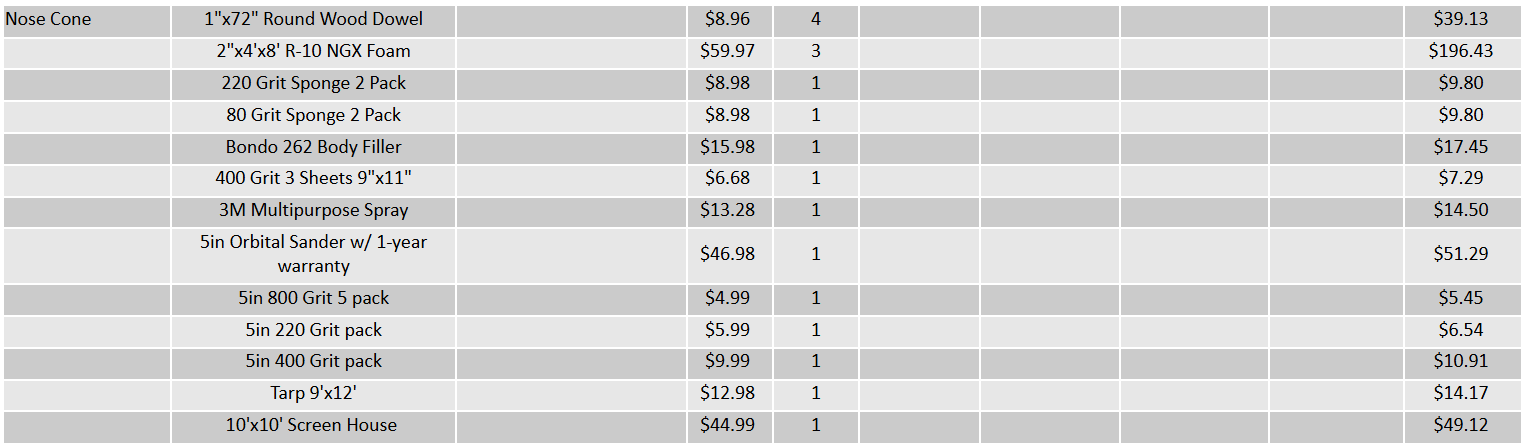 Nose Cone 1"x72" Round Wood Dowel $8.96 4 $39.13
2"x4'x8' R-10 NGX Foam $59.97 3 $196.43
220 Grit Sponge 2 Pack $8.98 1 $9.80
80 Grit Sponge 2 Pack $8.98 1 $9.80
Bondo 262 Body Filler $15.98 1 $17.45
400 Grit 3 Sheets 9"x11" $6.68 1 $7.29
3M Multipurpose Spray $13.28 1 $14.50
5in Orbital Sander w/ 1-year
warranty $46.98 1 $51.29
5in 800 Grit 5 pack $4.99 1 $5.45
5in 220 Grit pack $5.99 1 $6.54
5in 400 Grit pack $9.99 1 $10.91
Tarp 9'x12' $12.98 1 $14.17
10'x10' Screen House $44.99 1 $49.12